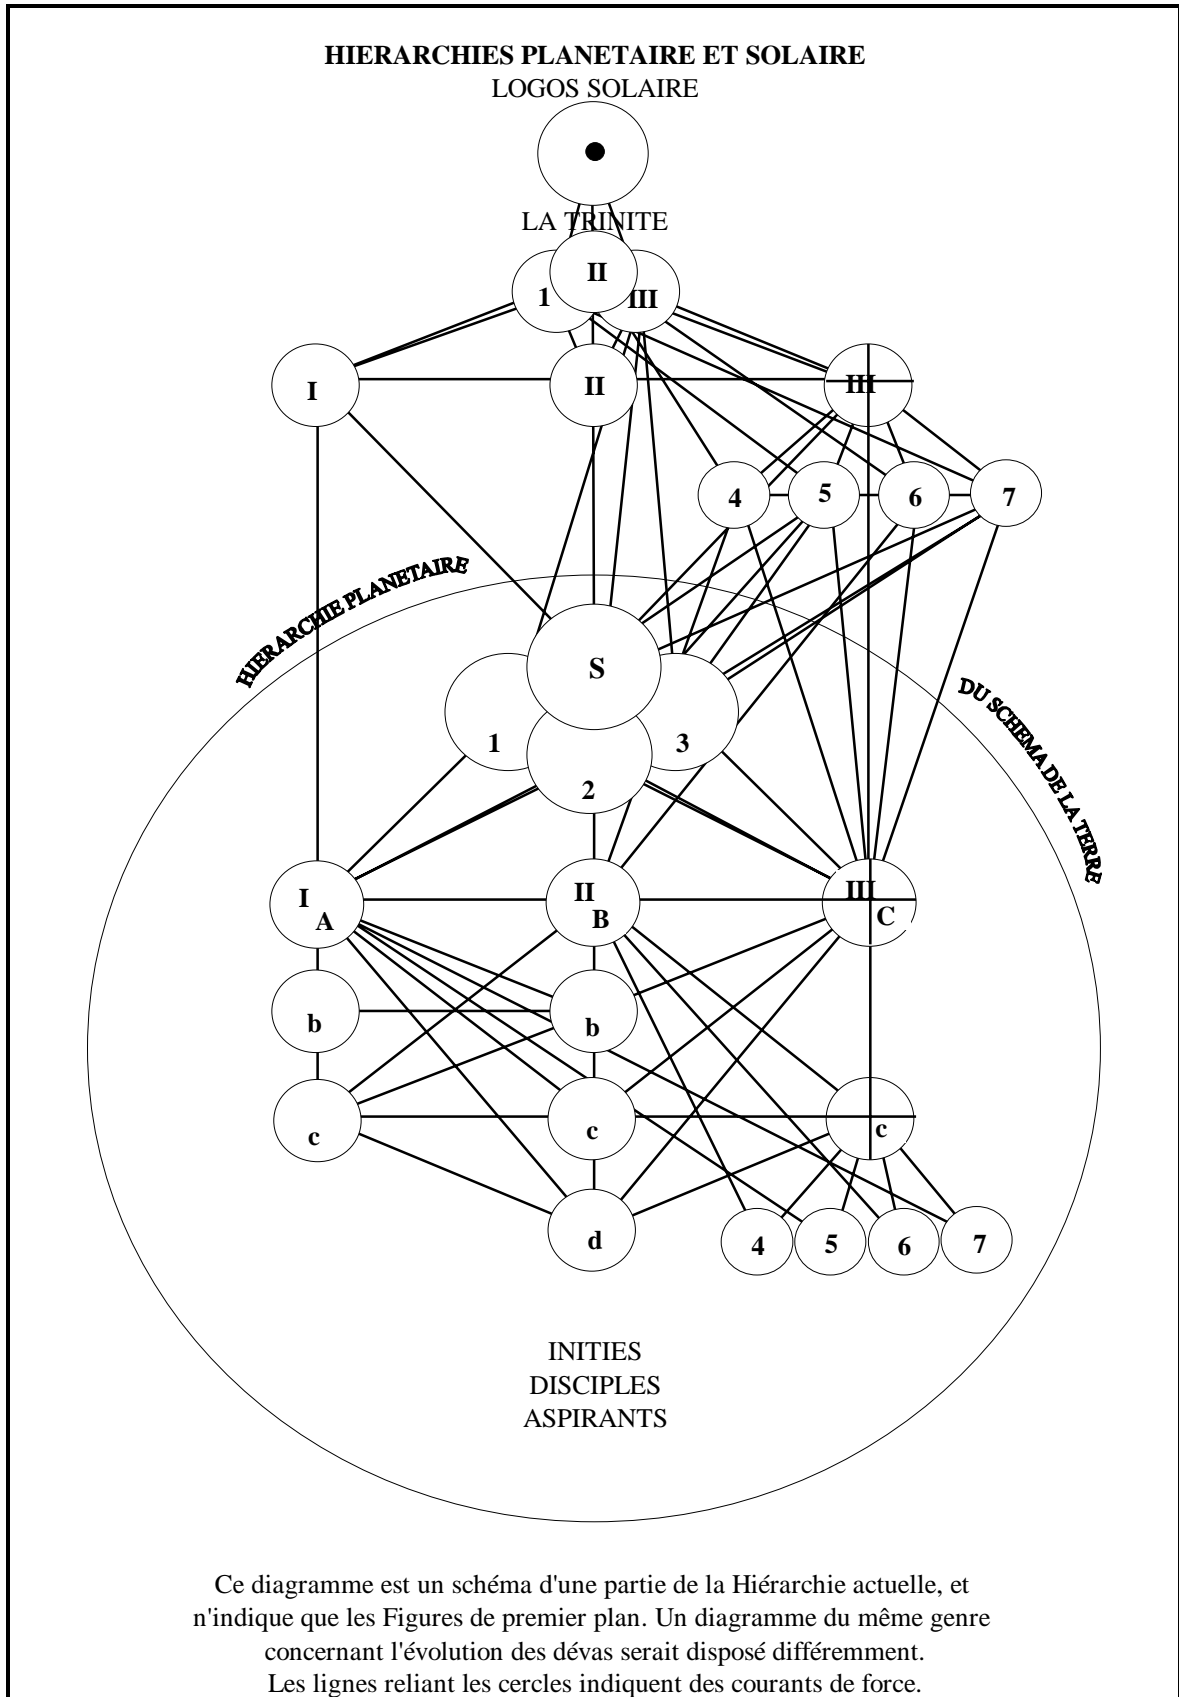 HIERARCHIES PLANETAIRE ET SOLAIRE
LOGOS SOLAIRE
LA TRINITE
II
1 III
I II III
4 5 6 7
HIERARCHIE PLANETAIRE
S
DU SCHEMA DE LA TERRE
1 3
2
I II III
A B C
b b
c c c
d 4 5 6 7
INITIES
DISCIPLES
ASPIRANTS
Ce diagramme est un schéma d'une partie de la Hiérarchie actuelle, et
n'indique que les Figures de premier plan. Un diagramme du même genre
concernant l'évolution des dévas serait disposé différemment.
Les lignes reliant les cercles indiquent des courants de force.